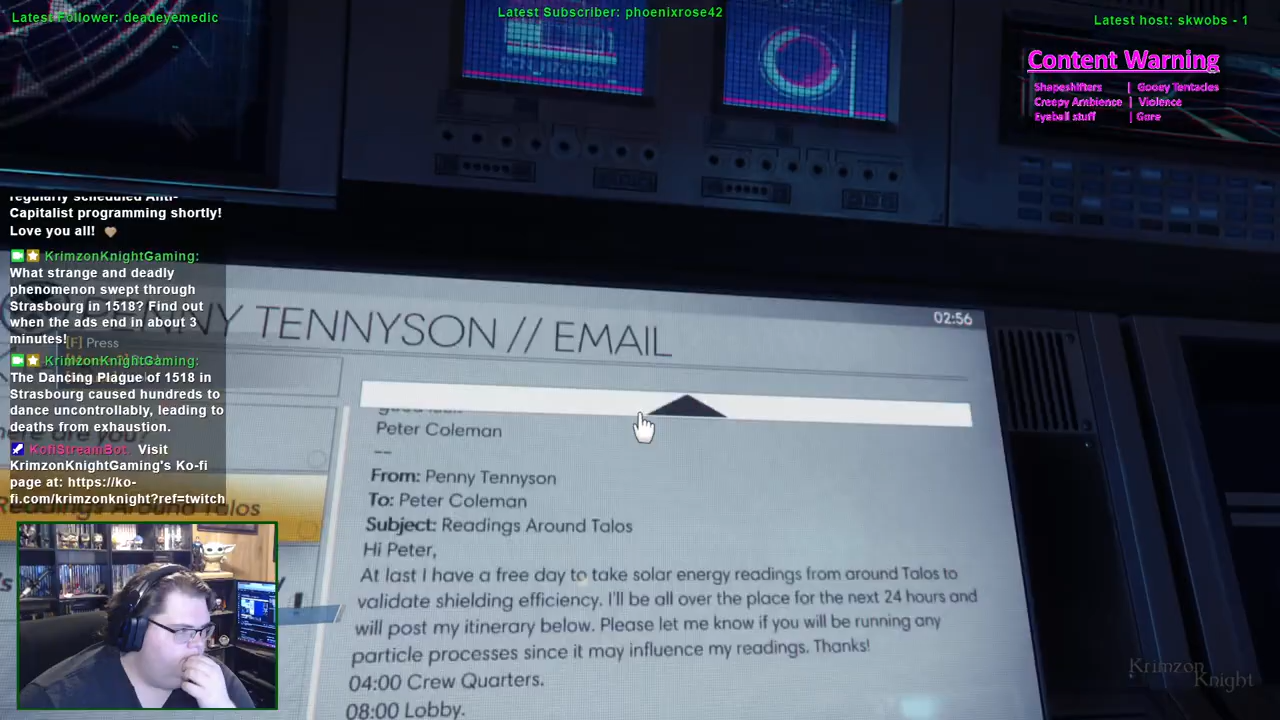 Latest Follower: deadeyemedic
Latest Subscriber: phoenixrose42
Latest host: skwobs - 1
Content Warning
Shapeshifters | Gooey Tentacles
Creepy Ambience | Violence
Eyeball stuff | Gore
regularly scheduled Anti-
Capitalist programming shortly!
Love you all!
KrimzonKnightGaming:
What strange and deadly
phenomenon swept through
Strasbourg in 1518? Find out
when the ads end in about 3
minutes!
[F] Press
KrimzonKnightGaming:
The Dancing Plague of 1518 in
Strasbourg caused hundreds to
dance uncontrollably, leading to
deaths from exhaustion.
KofiStreamBot: Visit
KrimzonKnightGaming's Ko-fi
page at: https://ko-
fi.com/krimzonknight?ref=twitch
PENNY TENNYSON // EMAIL
02:56
here are you?
Readings Around Talos
Peter Coleman
--
From: Penny Tennyson
To: Peter Coleman
Subject: Readings Around Talos
Hi Peter,
At last I have a free day to take solar energy readings from around Talos to
validate shielding efficiency. I'll be all over the place for the next 24 hours and
will post my itinerary below. Please let me know if you will be running any
particle processes since it may influence my readings. Thanks!
04:00 Crew Quarters.
08:00 Lobby.
Krimzon
Knight